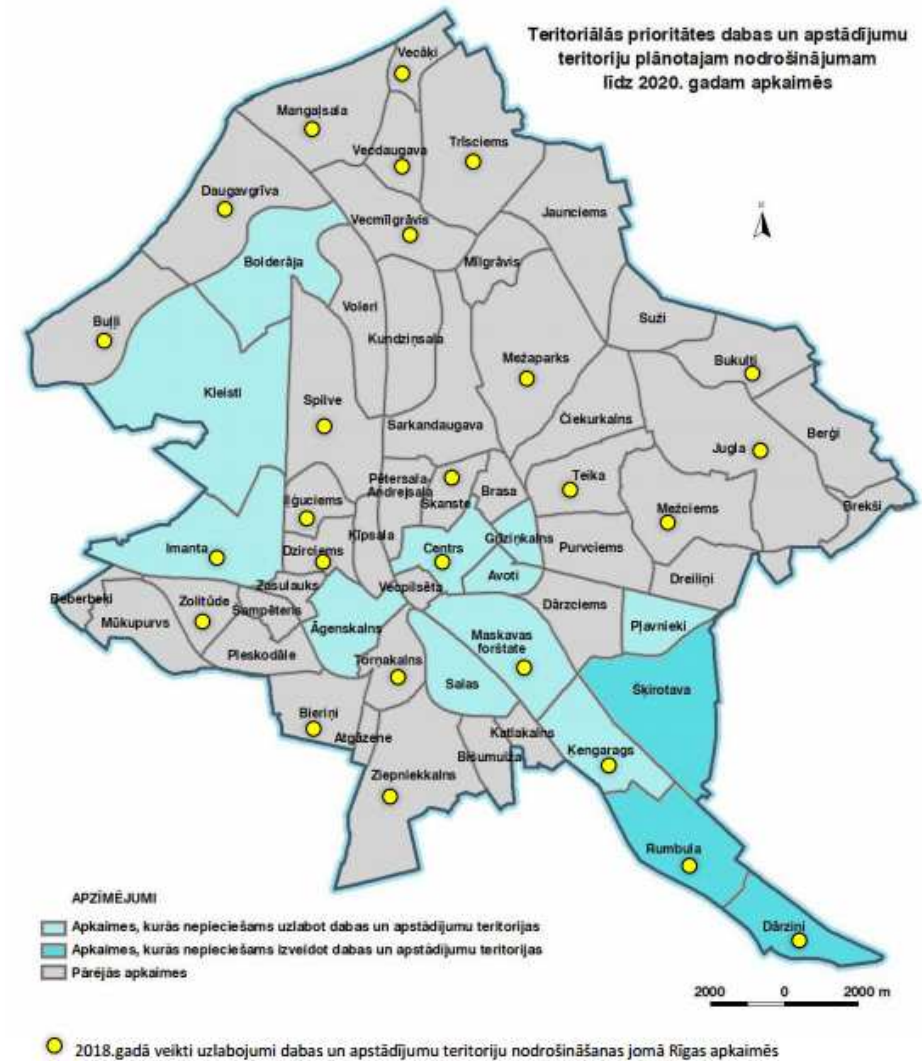 Teritoriālās prioritātes dabas un apstādījumu
teritoriju plānotajam nodrošinājumam
līdz 2020. gadam apkaimēs
Vecāķi
Mangaļsala
Vecdaugava
Trīsciems
Daugavgrīva
Jaunciems
N
Vecmīlgrāvis
Bolderāja
Mīlgrāvis
Voleri
Suži
Buļļi
Kundziņsala
Mežaparks
Bukulti
Kleisti
Spilve
Čiekurkalns
Sarkandaugava
Berģi
Jugla
Pētersala-
Andrejsala
Skanste
Brasa
Teika
Brekši
Iļģuciems
Mežciems
Imanta
Dzirciems
Ķīpsala
Centrs
Grīziņkalns
Purvciems
Avoti
Dreiliņi
Zasulauks
Vecpilsēta
Beberbeķi
Mūkupurvs
Zolitūde
Sampēteris
Dārzciems
Pļavnieki
Āgenskalns
Maskavas
forštate
Pleskodāle
Torņakalns
Salas
Šķirotava
Bieriņi
Atgāzene
Katlakalns
Bišumuiža
Ķengarags
Ziepniekkalns
Rumbula
Dārziņi
APZĪMĒJUMI
Apkaimes, kurās nepieciešams uzlabot dabas un apstādījumu teritorijas
Apkaimes, kurās nepieciešams izveidot dabas un apstādījumu teritorijas
Pārējās apkaimes
2000 0 2000 m
2018.gadā veikti uzlabojumi dabas un apstādījumu teritoriju nodrošināšanas jomā Rīgas apkaimēs